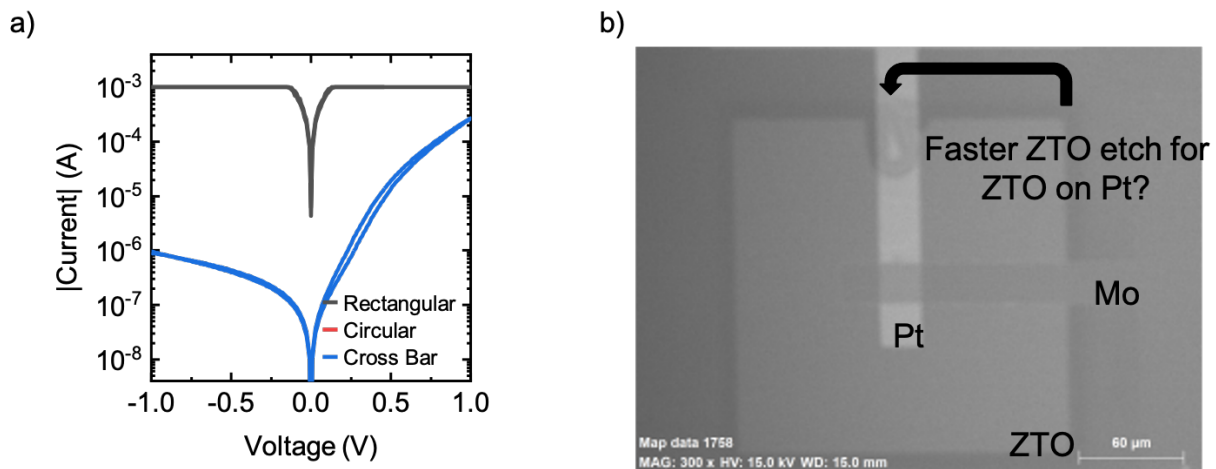 a)
b)
|Current| (A)
10⁻³
10⁻⁴
10⁻⁵
10⁻⁶
10⁻⁷
10⁻⁸
Rectangular
Circular
Cross Bar
-1.0 -0.5 0.0 0.5 1.0
Voltage (V)
Faster ZTO etch for
ZTO on Pt?
Mo
Pt
ZTO
Map data 1758
MAG: 300 x HV: 15.0 kV WD: 15.0 mm
60 μm